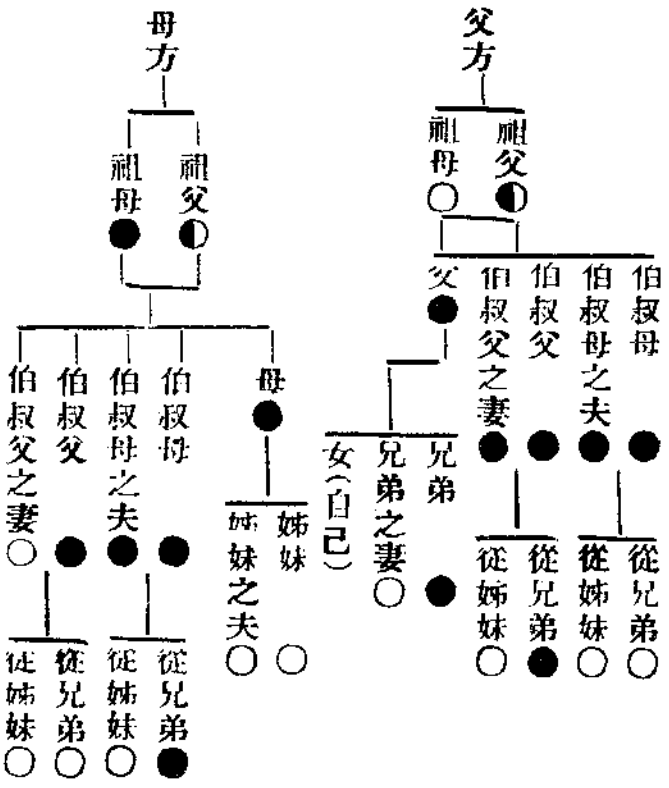 父方
祖父◐
祖母○
伯叔母●
伯叔母之夫●
伯叔父●
伯叔父之妻●
父●
從兄弟○
從姉妹○
從兄弟●
從姉妹○
兄弟●
兄弟之妻○
女(自己)
母方
祖父◐
祖母●
母●
伯叔母●
伯叔母之夫●
伯叔父●
伯叔父之妻○
姊妹○
姊妹之夫○
從兄弟●
從姉妹○
從兄弟○
從姉妹○